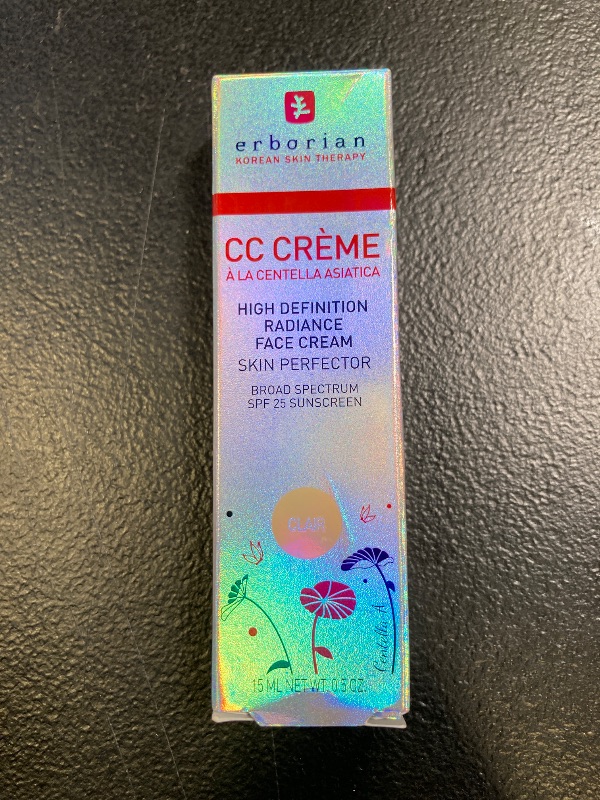 erborian
KOREAN SKIN THERAPY
CC CRÈME
À LA CENTELLA ASIATICA
HIGH DEFINITION
RADIANCE
FACE CREAM
SKIN PERFECTOR
BROAD SPECTRUM
SPF 25 SUNSCREEN
CLAIR
Centella A.
15 ML NET WT 0.5 OZ.